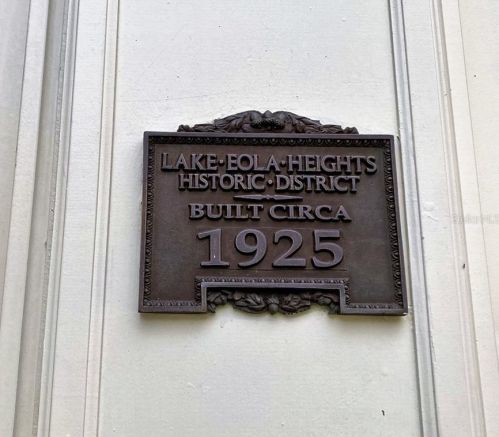 LAKE·EOLA·HEIGHTS
HISTORIC·DISTRICT
BUILT CIRCA
1925